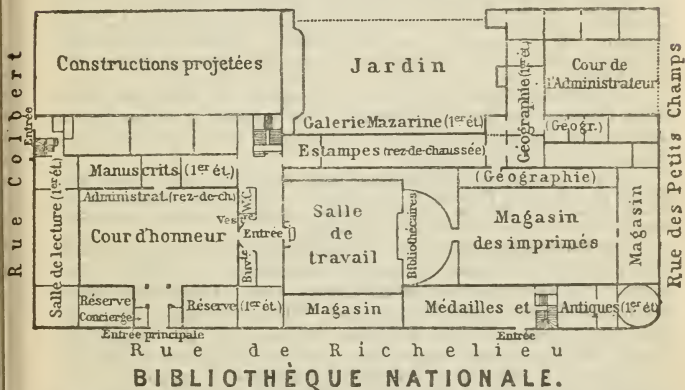 Constructions projetées
Jardin
Cour de
l'Administrateur
Géographie (1er ét.)
Rue Colbert
Entrée
Galerie Mazarine (1er ét)
(Géogr.)
Estampes (rez-de-chaussée)
Manuscrits (1er ét.)
(Géographie)
Administrat.(rez-de-ch)
W.C.
Ves
Salle de lecture (1er ét.)
Cour d'honneur
Entrée
Buvle
Salle
de
travail
Bibliothécaires
Magasin
des imprimés
Magasin
Rue des Petits Champs
Réserve
Concierge
Réserve (1er ét.)
Magasin
Médailles et
Antiques (1er ét)
Entrée principale
Entrée
Rue de Richelieu
BIBLIOTHÈQUE NATIONALE.